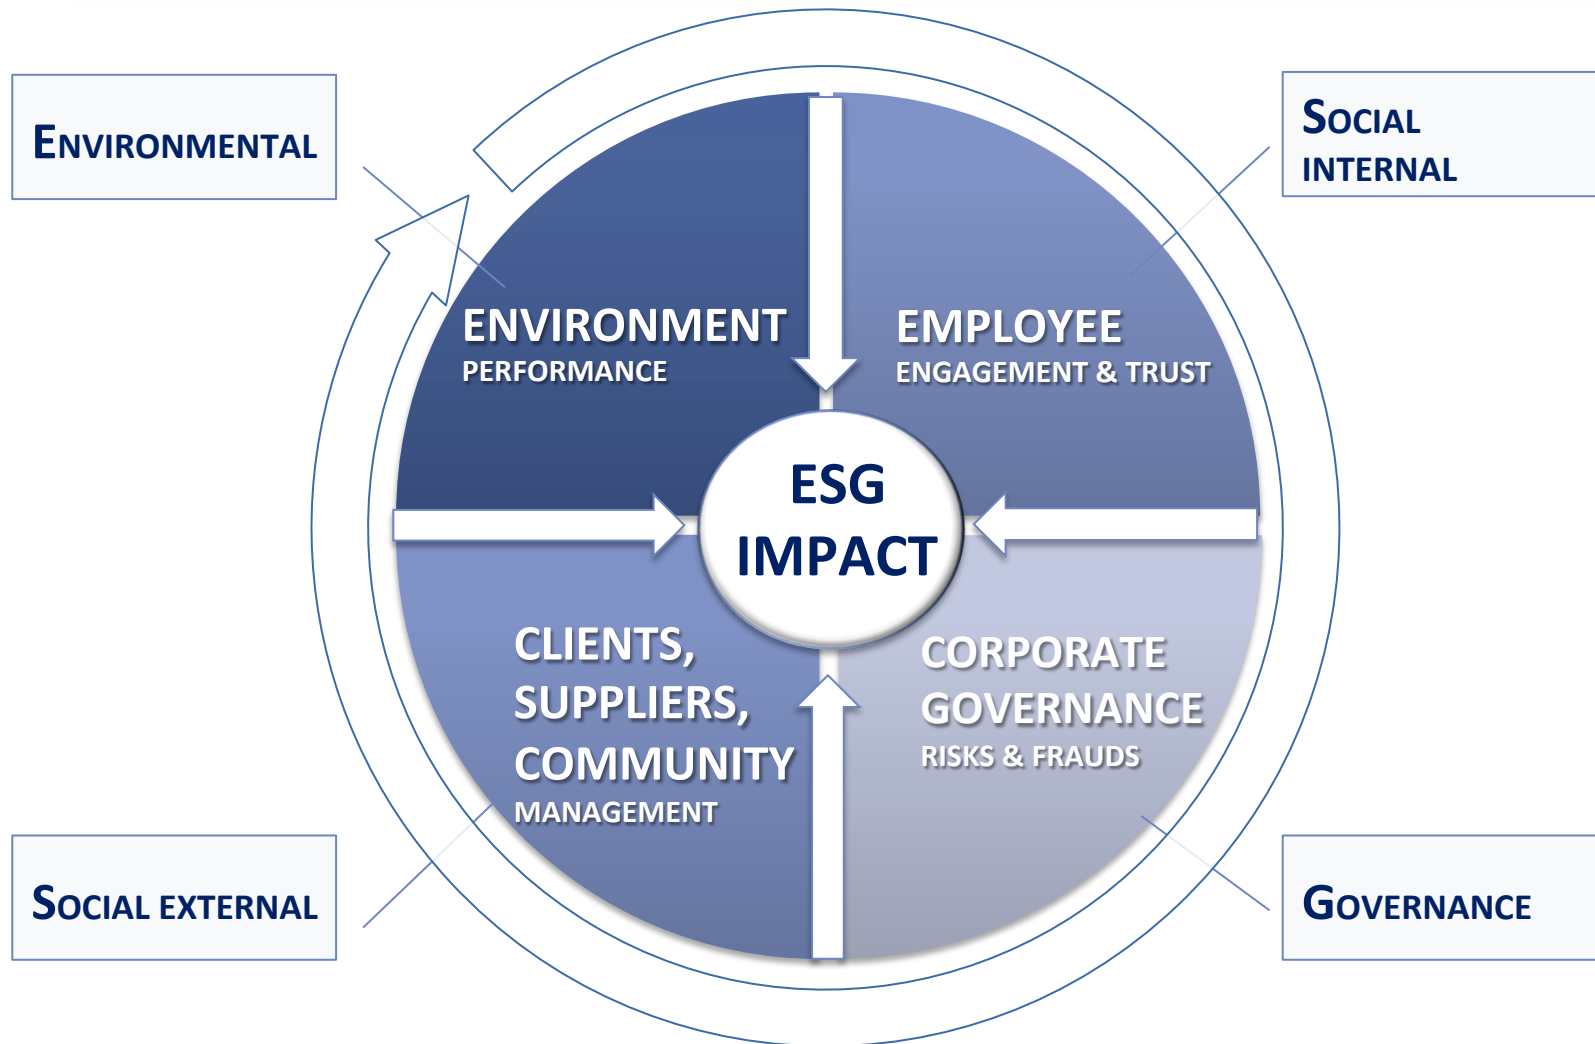 ENVIRONMENTAL
SOCIAL
INTERNAL
ENVIRONMENT
PERFORMANCE
EMPLOYEE
ENGAGEMENT & TRUST
ESG
IMPACT
CLIENTS,
SUPPLIERS,
COMMUNITY
MANAGEMENT
CORPORATE
GOVERNANCE
RISKS & FRAUDS
SOCIAL EXTERNAL
GOVERNANCE